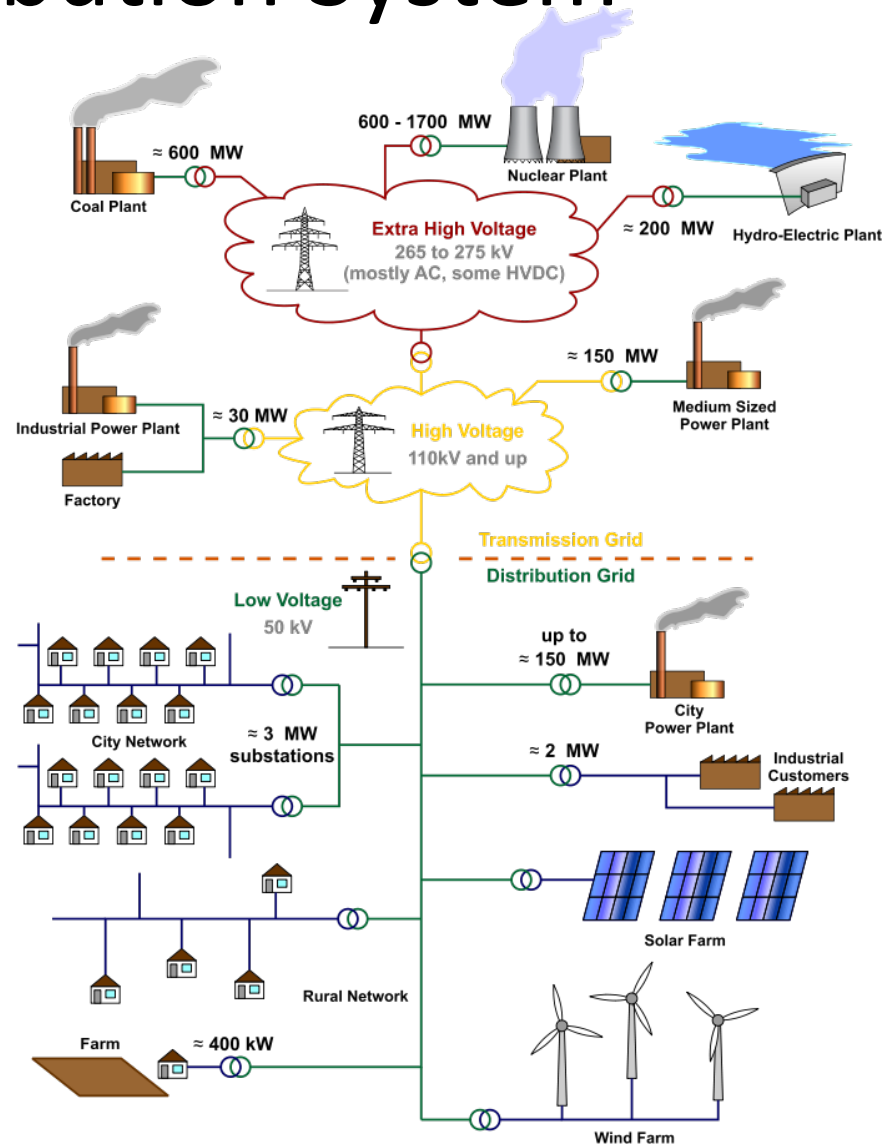 bution System
600 - 1700 MW
≈ 600 MW
Nuclear Plant
Coal Plant
Extra High Voltage
265 to 275 kV
(mostly AC, some HVDC)
≈ 200 MW
Hydro-Electric Plant
≈ 150 MW
Medium Sized
Power Plant
≈ 30 MW
Industrial Power Plant
High Voltage
110kV and up
Factory
Transmission Grid
Distribution Grid
Low Voltage
50 kV
up to
≈ 150 MW
City
Power Plant
City Network
≈ 3 MW
substations
≈ 2 MW
Industrial
Customers
Solar Farm
Rural Network
Farm
≈ 400 kW
Wind Farm